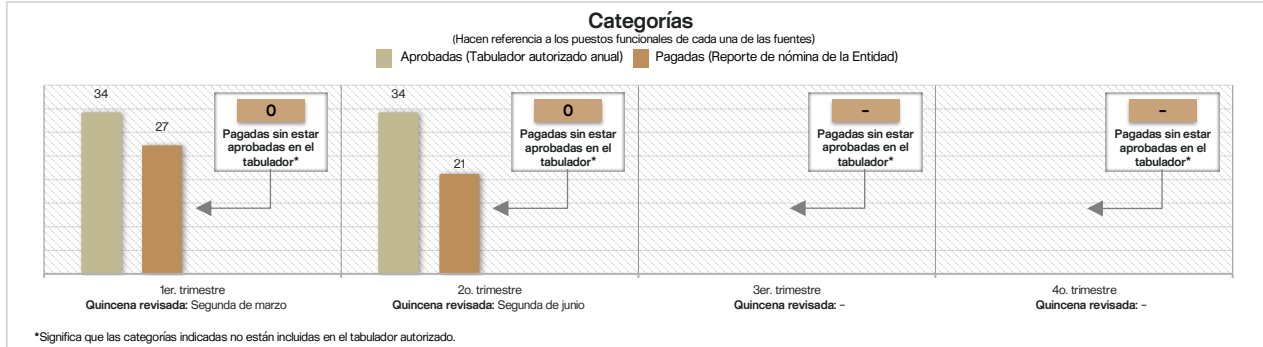 Categorías
(Hacen referencia a los puestos funcionales de cada una de las fuentes)
Aprobadas (Tabulador autorizado anual) Pagadas (Reporte de nómina de la Entidad)
34
27
0
Pagadas sin estar
aprobadas en el
tabulador*
34
21
0
Pagadas sin estar
aprobadas en el
tabulador*
–
Pagadas sin estar
aprobadas en el
tabulador*
–
Pagadas sin estar
aprobadas en el
tabulador*
1er. trimestre
Quincena revisada: Segunda de marzo
2o. trimestre
Quincena revisada: Segunda de junio
3er. trimestre
Quincena revisada: –
4o. trimestre
Quincena revisada: –
*Significa que las categorías indicadas no están incluidas en el tabulador autorizado.